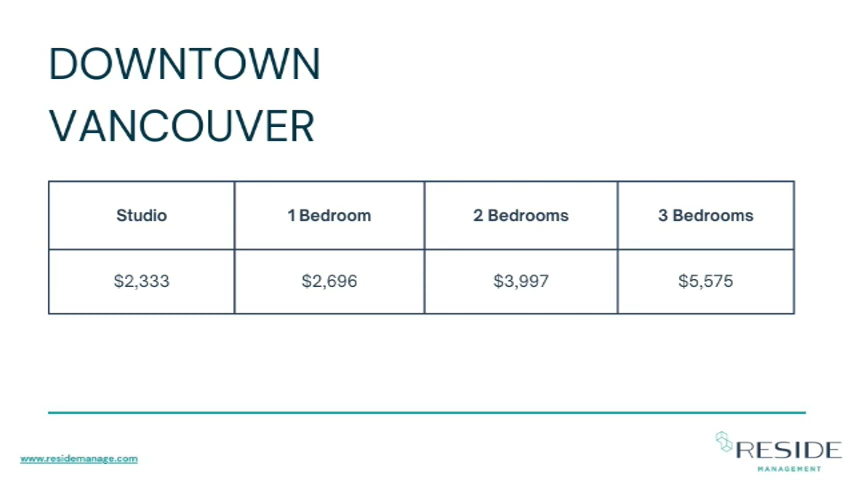 DOWNTOWN
VANCOUVER
Studio 1 Bedroom 2 Bedrooms 3 Bedrooms
$2,333 $2,696 $3,997 $5,575
www.residemanage.com
RESIDE
MANAGEMENT